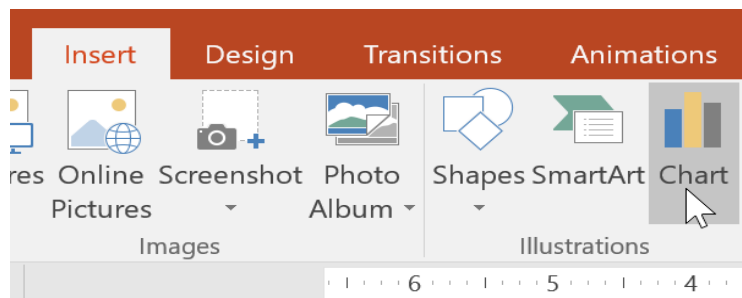 Insert Design Transitions Animations
res Online Screenshot Photo Shapes SmartArt Chart
Pictures Album
Images Illustrations
6 5 4